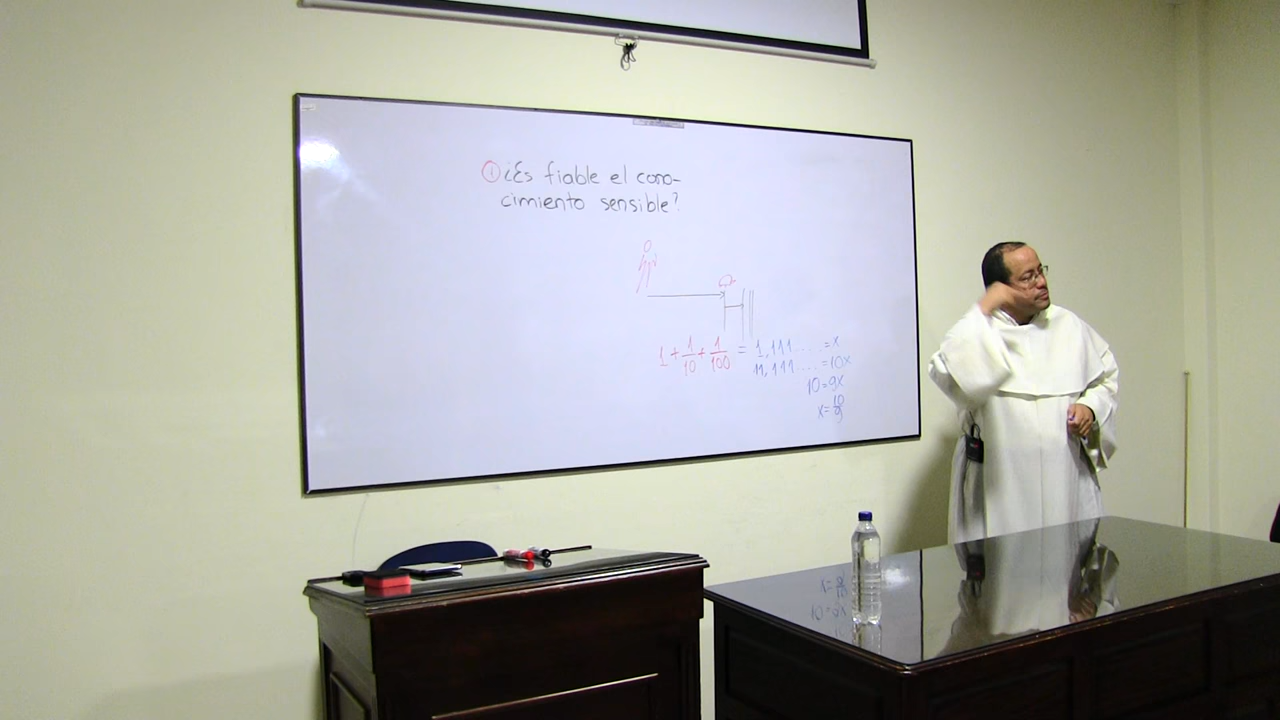 ① ¿Es fiable el cono-
cimiento sensible?
1 + 1/10 + 1/100 = 1,111.... = x
11,111.... = 10x
10 = 9x
x = 10/9